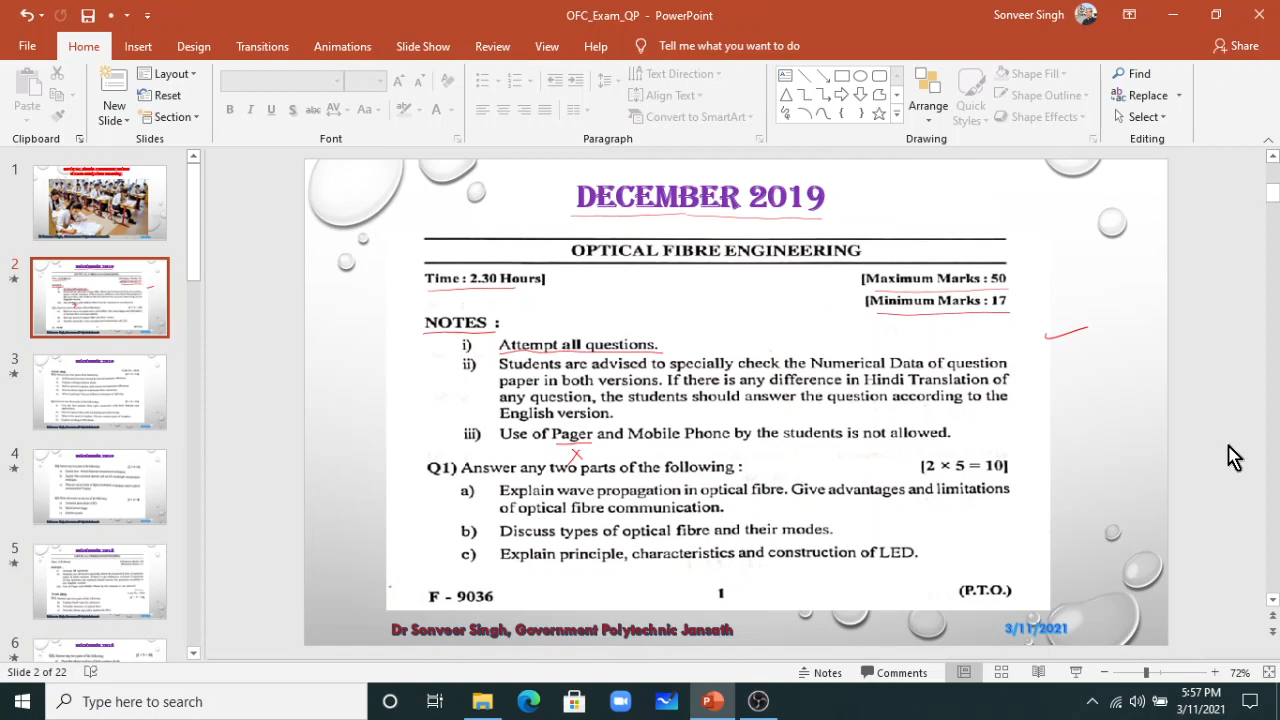 OFC_Exam_QP - PowerPoint
Sonveer Singh
File Home Insert Design Transitions Animations Slide Show Review View Help Tell me what you want to do Share
Paste
New Slide
Layout
Reset
Section
B I U S abc AV Aa A
Text Direction
Align Text
Convert to SmartArt
Arrange
Quick Styles
Shape Fill
Shape Outline
Shape Effects
Find
Replace
Select
Clipboard Slides Font Paragraph Drawing Editing
1
2
3
4
5
6
DECEMBER 2019
OPTICAL FIBRE ENGINEERING
Time : 2.30 Hours] [Maximum Marks : 50
[Minimum Marks : 17
NOTES :
i) Attempt all questions.
ii) Students are advised to specially check the Numerical Data of question
paper in both versions. If there is any difference in Hindi Translation of
any question, the students should answer the question according to the
English version.
iii) Use of Pager and Mobile Phone by the students is not allowed.
Q1) Answer any two parts of the following : [2 × 5 = 10]
a) Explain wave propagation in optical fibre. Give advantages and limitations
of optical fibre communication.
b) Discuss types of optical fibre and their modes.
c) Explain principle, characteristics and construction of LED.
F - 9036 1 (P.T.O.)
Dr Sonveer Singh, Government Polytechnic Jansath 3/11/2021
Slide 2 of 22 Notes Comments 72%
Type here to search
5:57 PM
3/11/2021